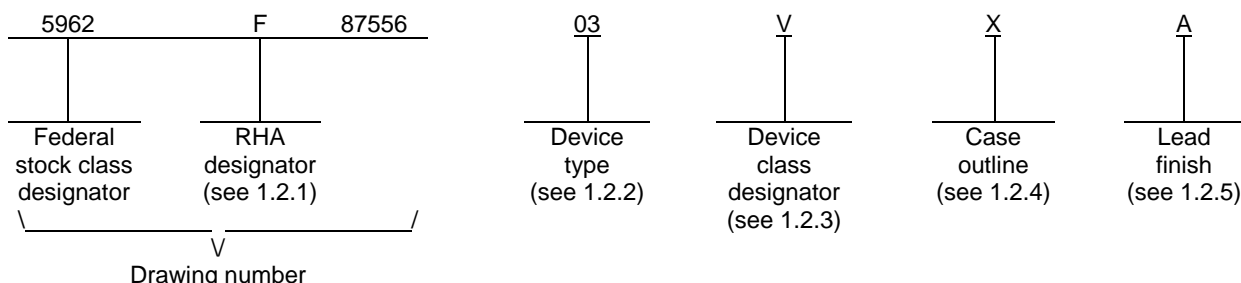 5962 F 87556 03 V X A
Federal stock class designator
RHA designator (see 1.2.1)
Device type (see 1.2.2)
Device class designator (see 1.2.3)
Case outline (see 1.2.4)
Lead finish (see 1.2.5)
\ /
\/
Drawing number